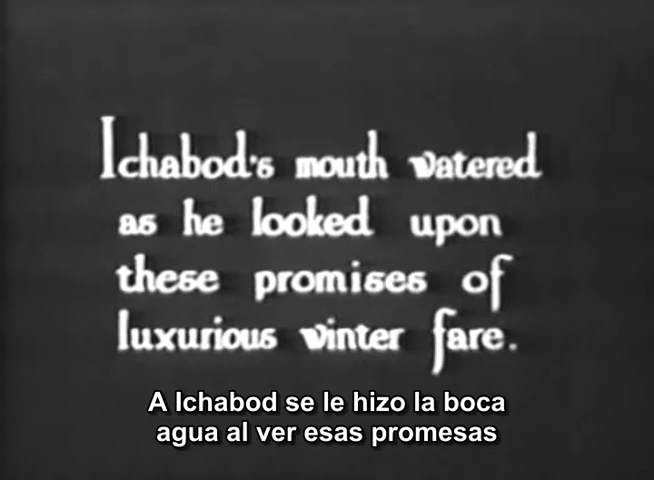 Ichabod's mouth watered
as he looked upon
these promises of
luxurious winter fare.
A Ichabod se le hizo la boca
agua al ver esas promesas